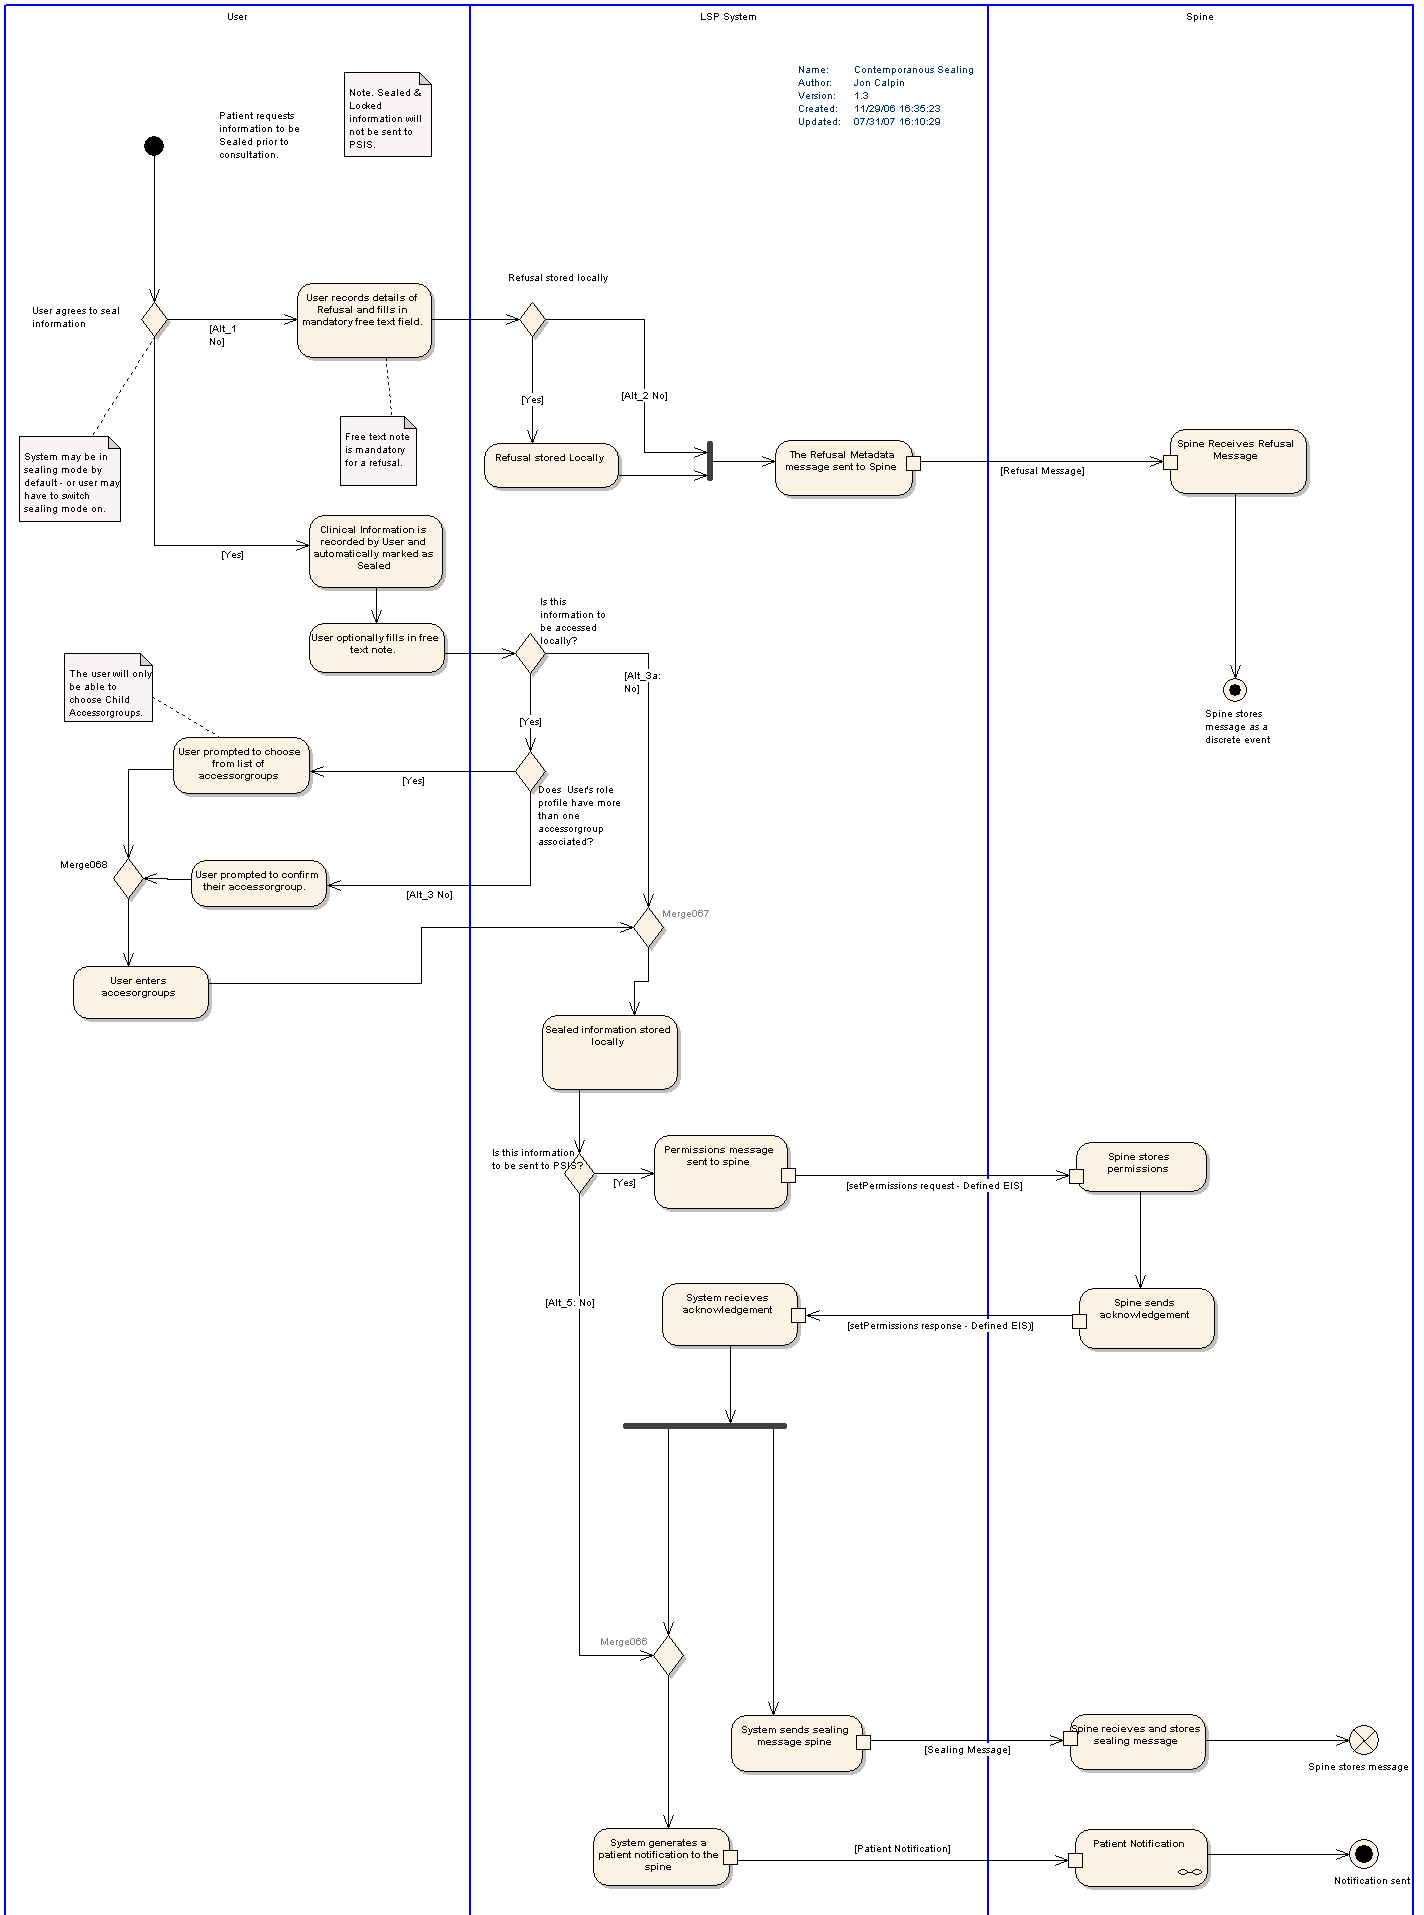 User
LSP System
Spine
Name: Contemporanous Sealing
Author: Jon Calpin
Version: 1.3
Created: 11/29/06 16:35:23
Updated: 07/31/07 16:10:29
Note. Sealed &
Locked
information will
not be sent to
PSIS.
Patient requests
information to be
Sealed prior to
consultation.
Refusal stored locally
User agrees to seal
information
[Alt_1
No]
User records details of
Refusal and fills in
mandatory free text field.
[Yes]
[Alt_2 No]
System may be in
sealing mode by
default - or user may
have to switch
sealing mode on.
Free text note
is mandatory
for a refusal.
Refusal stored Locally
The Refusal Metadata
message sent to Spine
[Refusal Message]
Spine Receives Refusal
Message
[Yes]
Clinical Information is
recorded by User and
automatically marked as
Sealed
Is this
information to
be accessed
locally?
User optionally fills in free
text note.
[Alt_3a:
No]
The user will only
be able to
choose Child
Accessorgroups.
[Yes]
Spine stores
message as a
discrete event
User prompted to choose
from list of
accessorgroups
[Yes]
Does User's role
profile have more
than one
accessorgroup
associated?
Merge068
User prompted to confirm
their accessorgroup.
[Alt_3 No]
Merge067
User enters
accesorgroups
Sealed information stored
locally
Is this information
to be sent to PSIS?
[Yes]
Permissions message
sent to spine
[setPermissions request - Defined EIS]
Spine stores
permissions
[Alt_5: No]
System recieves
acknowledgement
[setPermissions response - Defined EIS)]
Spine sends
acknowledgement
Merge066
System sends sealing
message spine
[Sealing Message]
Spine recieves and stores
sealing message
Spine stores message
System generates a
patient notification to the
spine
[Patient Notification]
Patient Notification
Notification sent